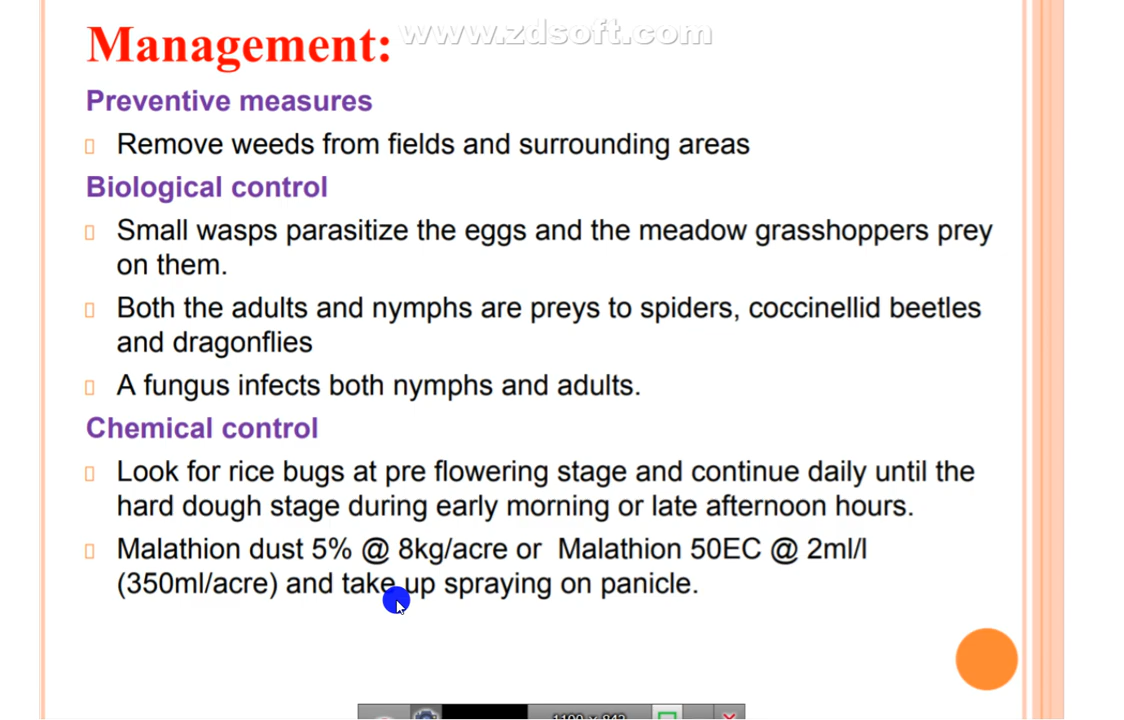 www.zdsoft.com
Management:
Preventive measures
Remove weeds from fields and surrounding areas
Biological control
Small wasps parasitize the eggs and the meadow grasshoppers prey
on them.
Both the adults and nymphs are preys to spiders, coccinellid beetles
and dragonflies
A fungus infects both nymphs and adults.
Chemical control
Look for rice bugs at pre flowering stage and continue daily until the
hard dough stage during early morning or late afternoon hours.
Malathion dust 5% @ 8kg/acre or Malathion 50EC @ 2ml/l
(350ml/acre) and take up spraying on panicle.